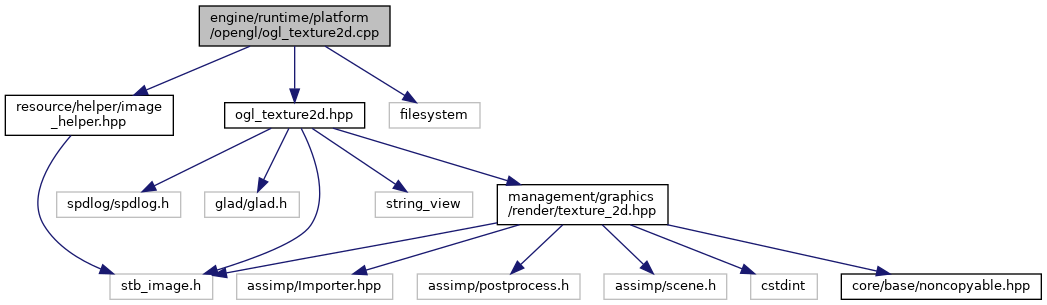 engine/runtime/platform
/opengl/ogl_texture2d.cpp
resource/helper/image
_helper.hpp
ogl_texture2d.hpp
filesystem
spdlog/spdlog.h
glad/glad.h
string_view
management/graphics
/render/texture_2d.hpp
stb_image.h
assimp/Importer.hpp
assimp/postprocess.h
assimp/scene.h
cstdint
core/base/noncopyable.hpp